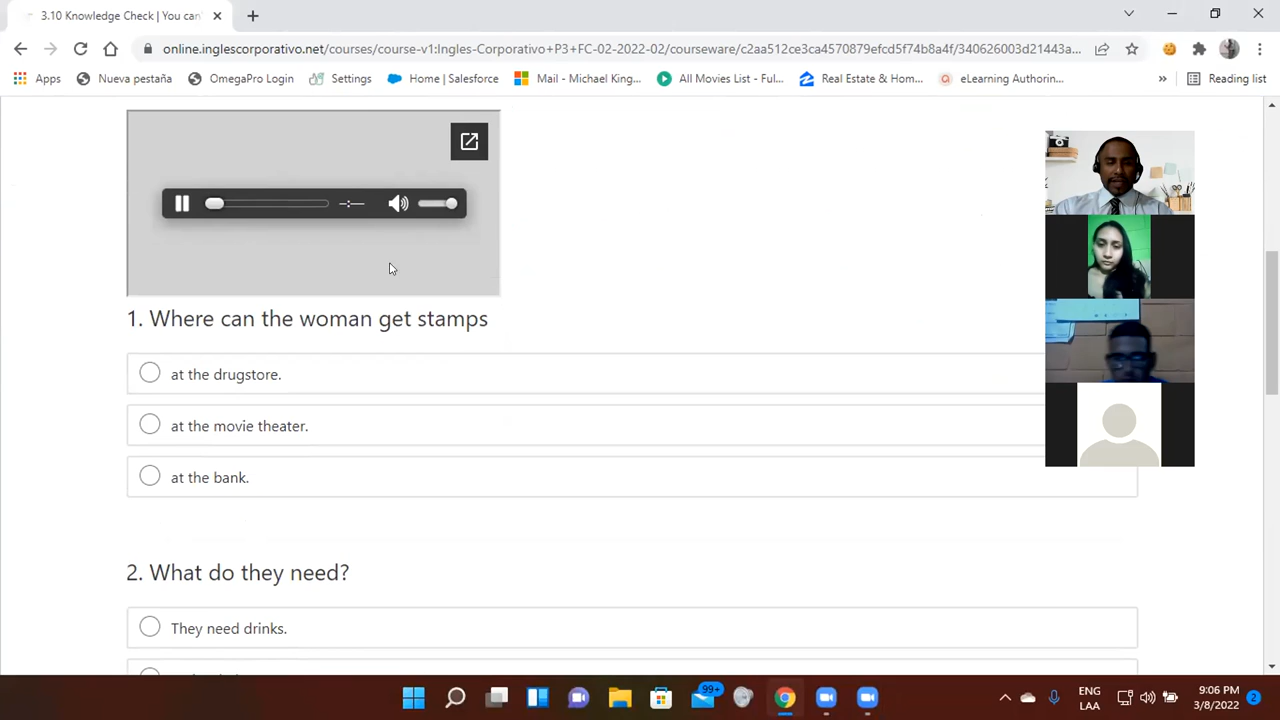 3.10 Knowledge Check | You can'
online.inglescorporativo.net/courses/course-v1:Ingles-Corporativo+P3+FC-02-2022-02/courseware/c2aa512ce3ca4570879efcd5f74b8a4f/340626003d21443a...
Apps Nueva pestaña OmegaPro Login Settings Home | Salesforce Mail - Michael King... All Movies List - Ful... Real Estate & Hom... eLearning Authorin... » Reading list
1. Where can the woman get stamps
at the drugstore.
at the movie theater.
at the bank.
2. What do they need?
They need drinks.
99+
ENG
LAA
9:06 PM
3/8/2022
2